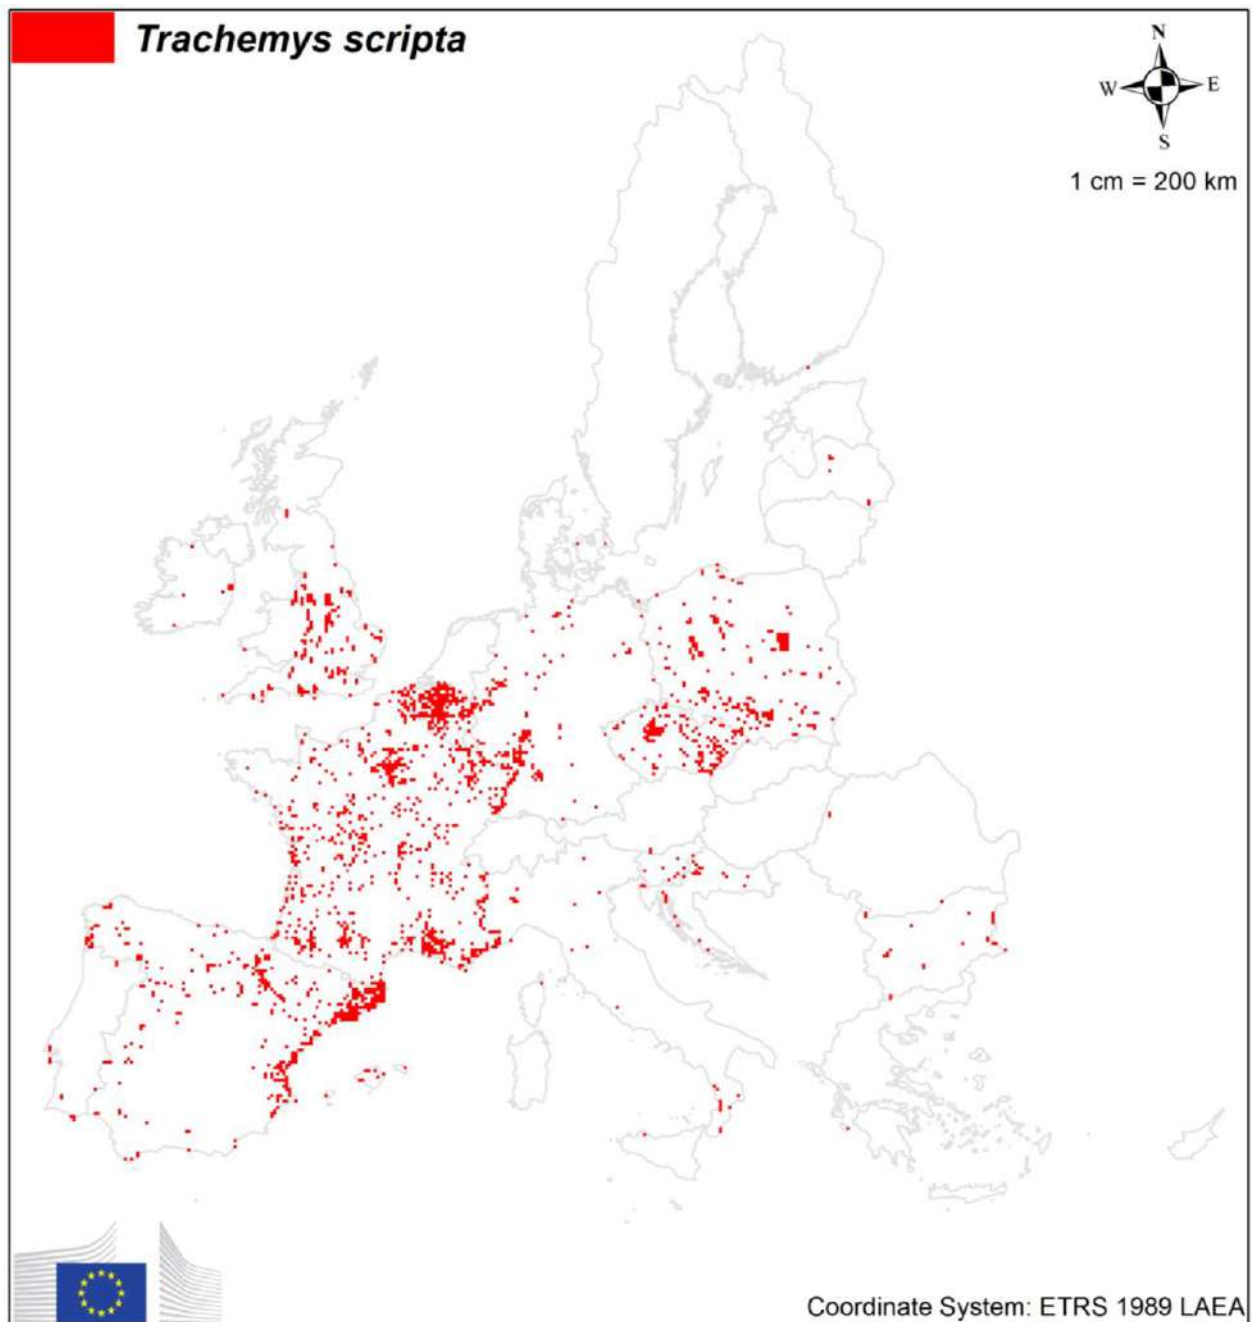 Trachemys scripta
N
W E
S
1 cm = 200 km
Coordinate System: ETRS 1989 LAEA